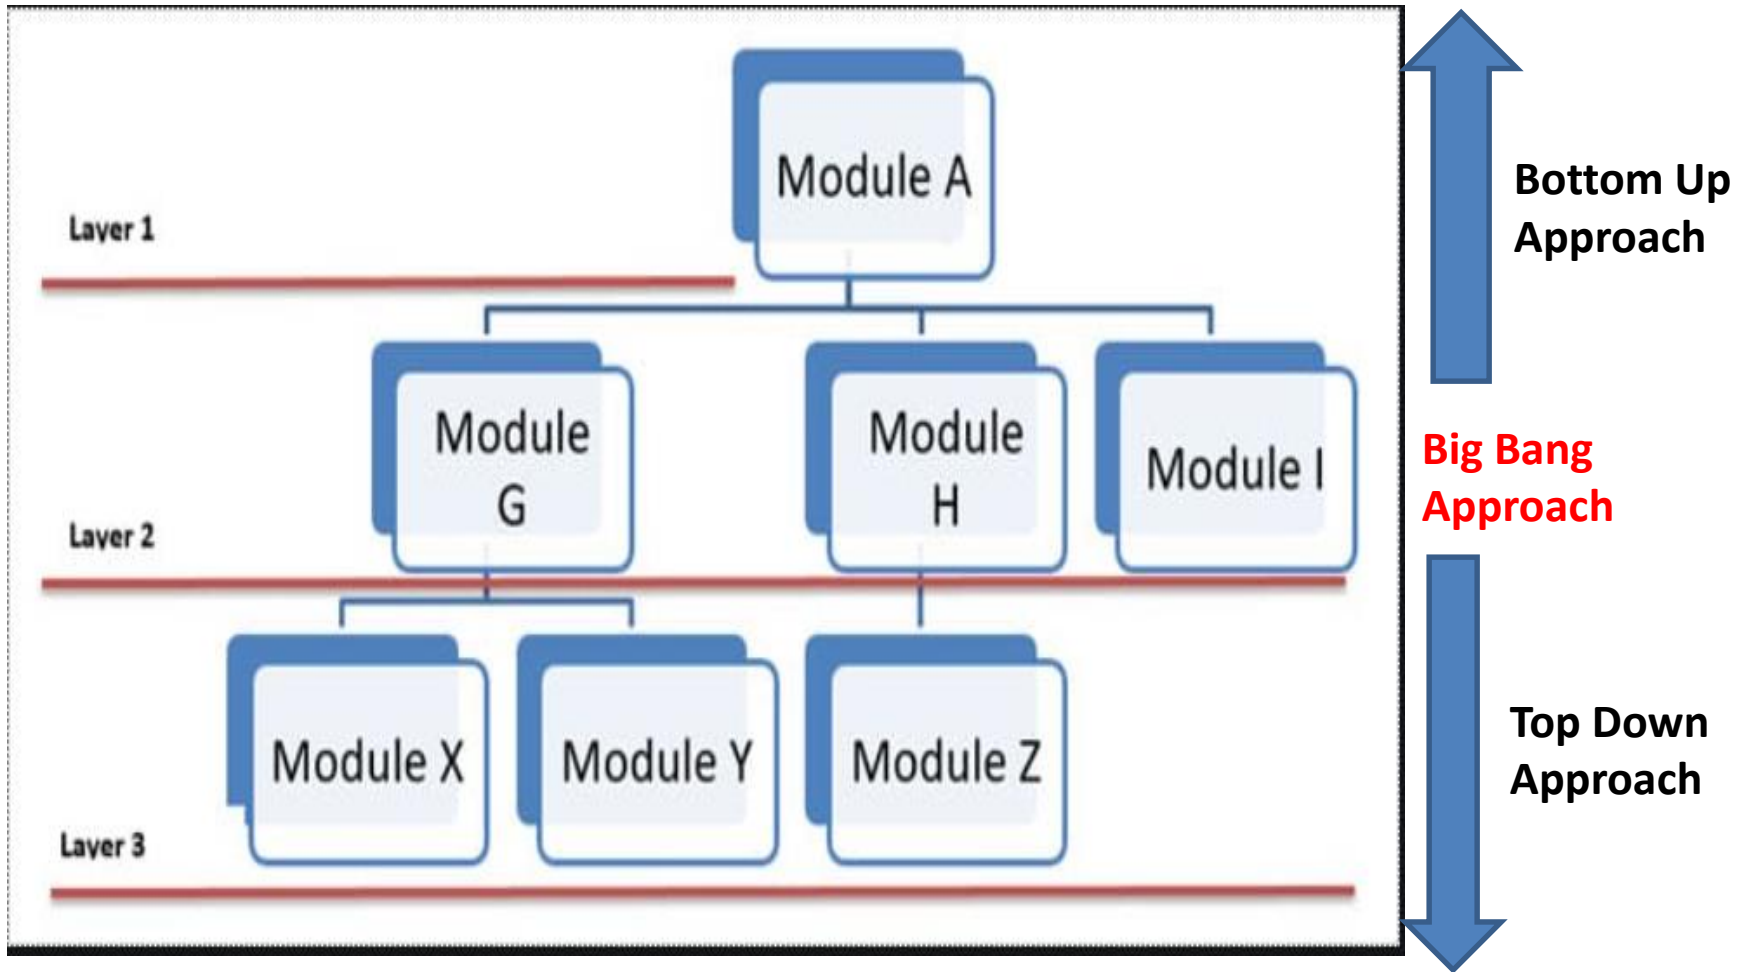 Module A
Layer 1
Module
G
Module
H
Module I
Layer 2
Module X
Module Y
Module Z
Layer 3
Bottom Up
Approach
Big Bang
Approach
Top Down
Approach